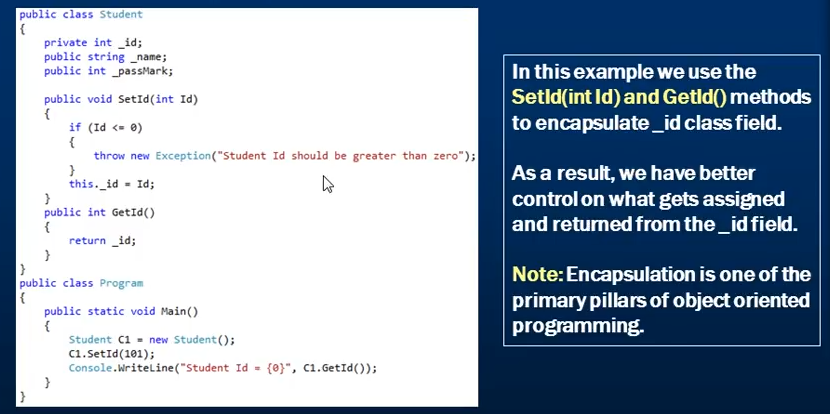 public class Student
{
    private int _id;
    public string _name;
    public int _passMark;

    public void SetId(int Id)
    {
        if (Id <= 0)
        {
            throw new Exception("Student Id should be greater than zero");
        }
        this._id = Id;
    }
    public int GetId()
    {
        return _id;
    }
}
public class Program
{
    public static void Main()
    {
        Student C1 = new Student();
        C1.SetId(101);
        Console.WriteLine("Student Id = {0}", C1.GetId());
    }
}
In this example we use the
SetId(int Id) and GetId() methods
to encapsulate _id class field.

As a result, we have better
control on what gets assigned
and returned from the _id field.

Note: Encapsulation is one of the
primary pillars of object oriented
programming.